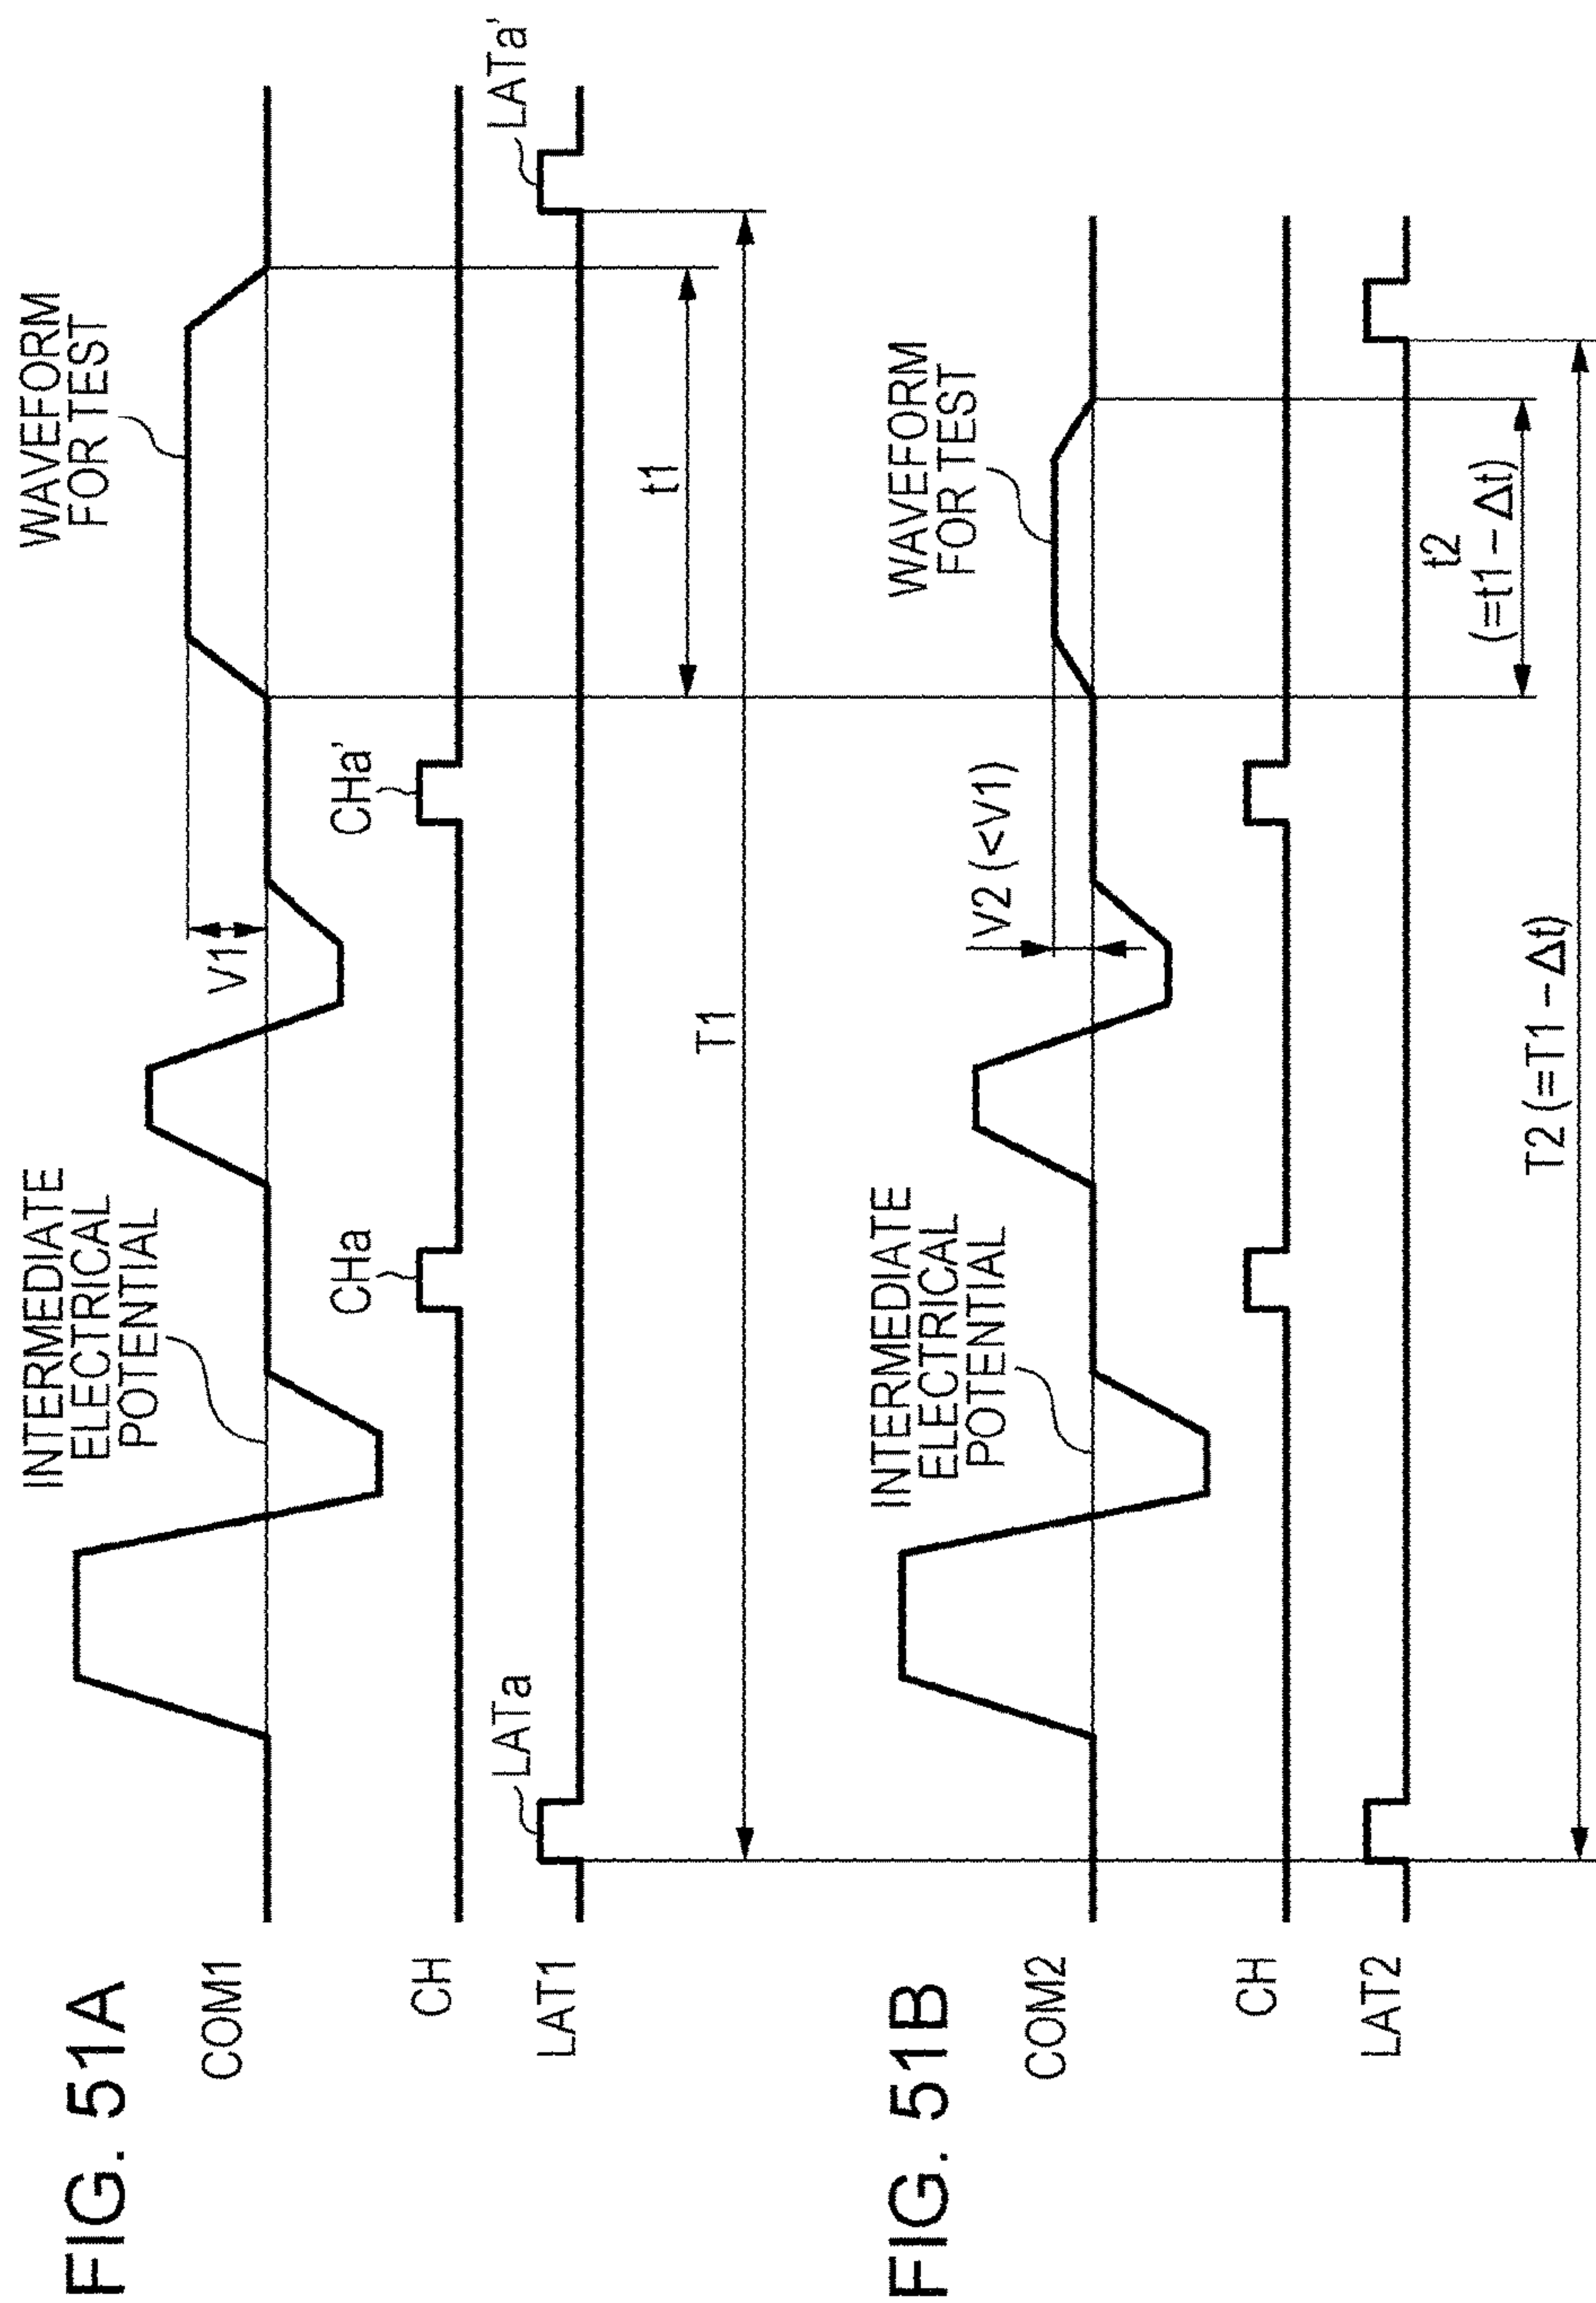 FIG. 51A
COM1
INTERMEDIATE
ELECTRICAL
POTENTIAL
V1
WAVEFORM
FOR TEST
CH
CHa
CHa'
LAT1
LATa
LATa'
t1
T1
FIG. 51B
COM2
INTERMEDIATE
ELECTRICAL
POTENTIAL
V2 (<V1)
WAVEFORM
FOR TEST
CH
LAT2
t2
(=t1−Δt)
T2 (=T1−Δt)